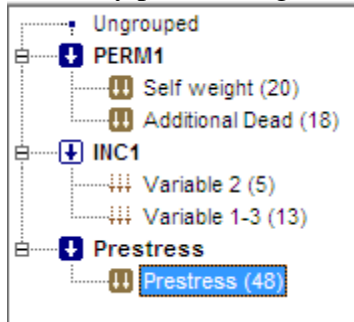 Ungrouped
PERM1
Self weight (20)
Additional Dead (18)
INC1
Variable 2 (5)
Variable 1-3 (13)
Prestress
Prestress (48)